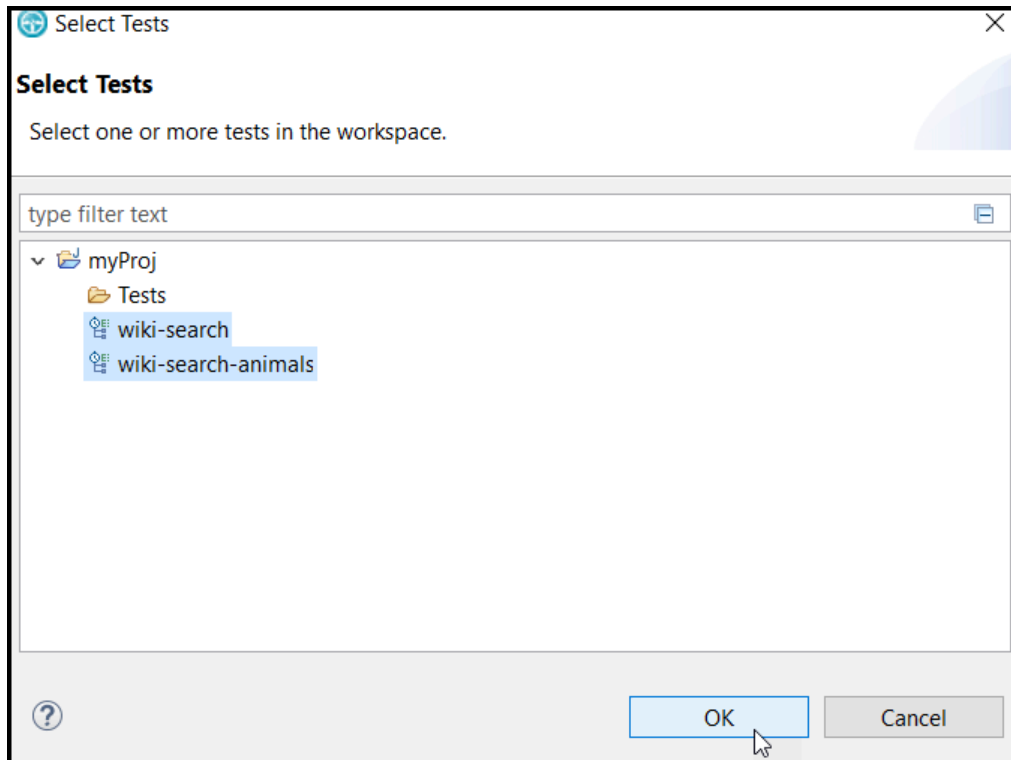 Select Tests
Select Tests
Select one or more tests in the workspace.
type filter text
myProj
Tests
wiki-search
wiki-search-animals
?
OK
Cancel